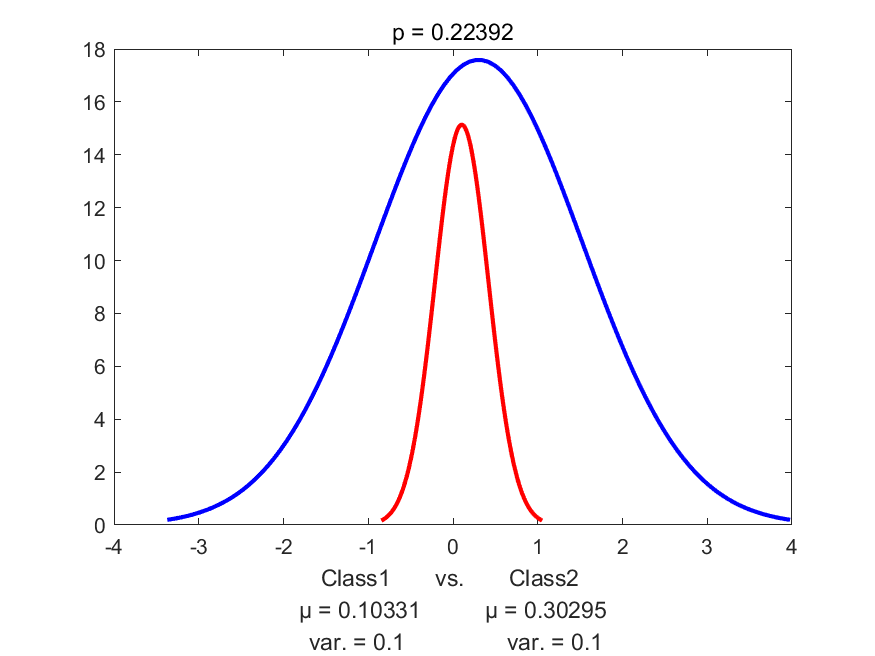 p = 0.22392
18
16
14
12
10
8
6
4
2
0
-4 -3 -2 -1 0 1 2 3 4
Class1 vs. Class2
μ = 0.10331 μ = 0.30295
var. = 0.1 var. = 0.1